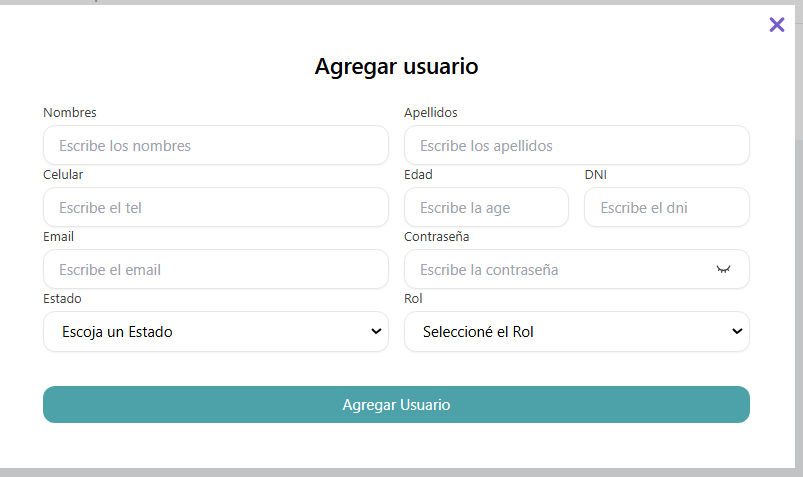 Agregar usuario
Nombres
Apellidos
Escribe los nombres
Escribe los apellidos
Celular
Edad
DNI
Escribe el tel
Escribe la age
Escribe el dni
Email
Contraseña
Escribe el email
Escribe la contraseña
Estado
Rol
Escoja un Estado
Seleccioné el Rol
Agregar Usuario